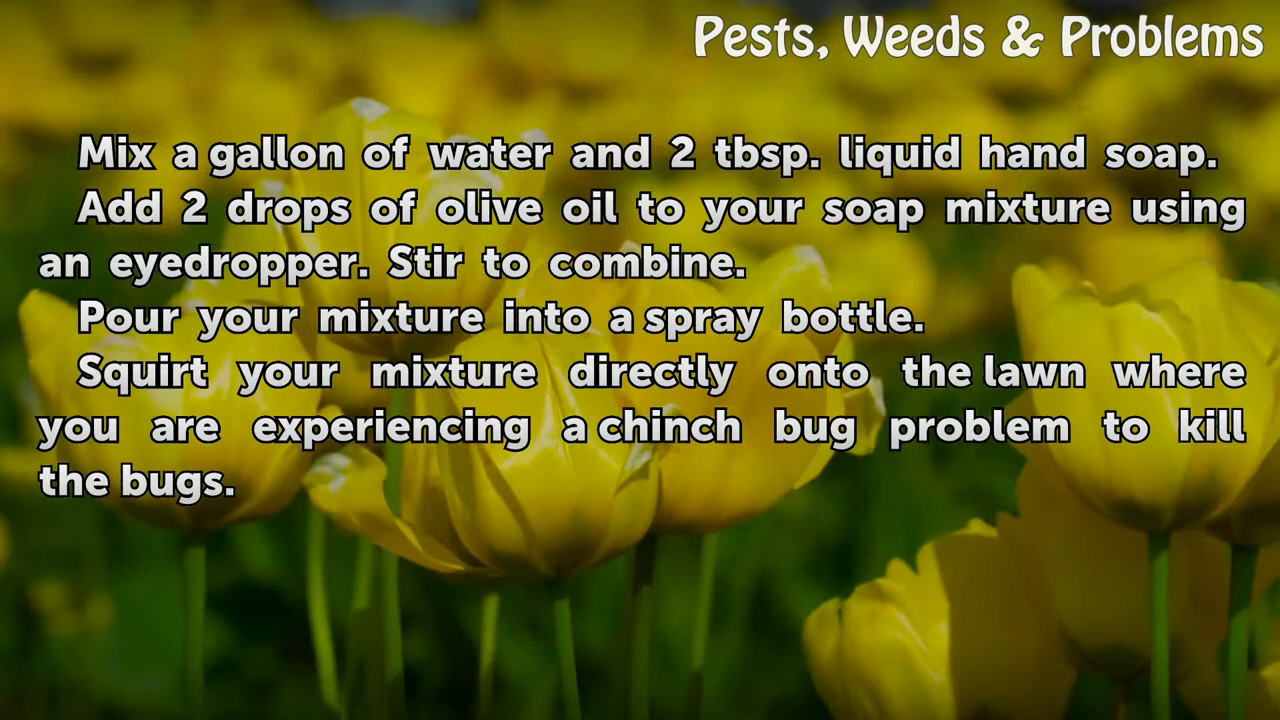 Pests, Weeds & Problems
Mix a gallon of water and 2 tbsp. liquid hand soap.
Add 2 drops of olive oil to your soap mixture using
an eyedropper. Stir to combine.
Pour your mixture into a spray bottle.
Squirt your mixture directly onto the lawn where
you are experiencing a chinch bug problem to kill
the bugs.